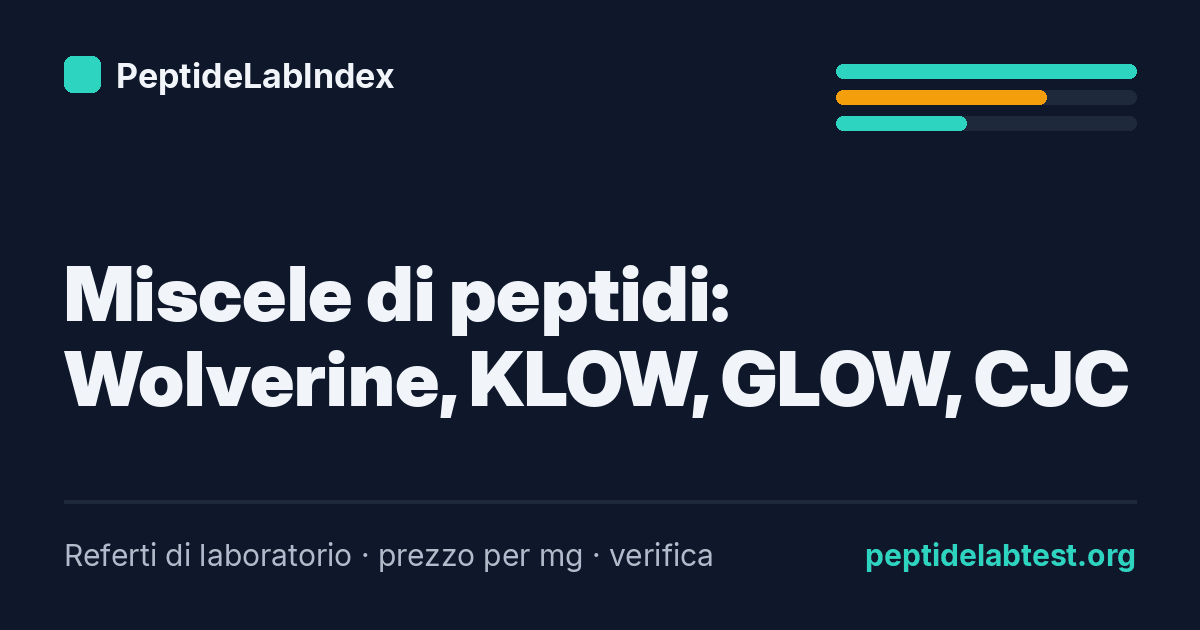 PeptideLabIndex
Miscele di peptidi:
Wolverine, KLOW, GLOW, CJC
Referti di laboratorio · prezzo per mg · verifica
peptidelabtest.org